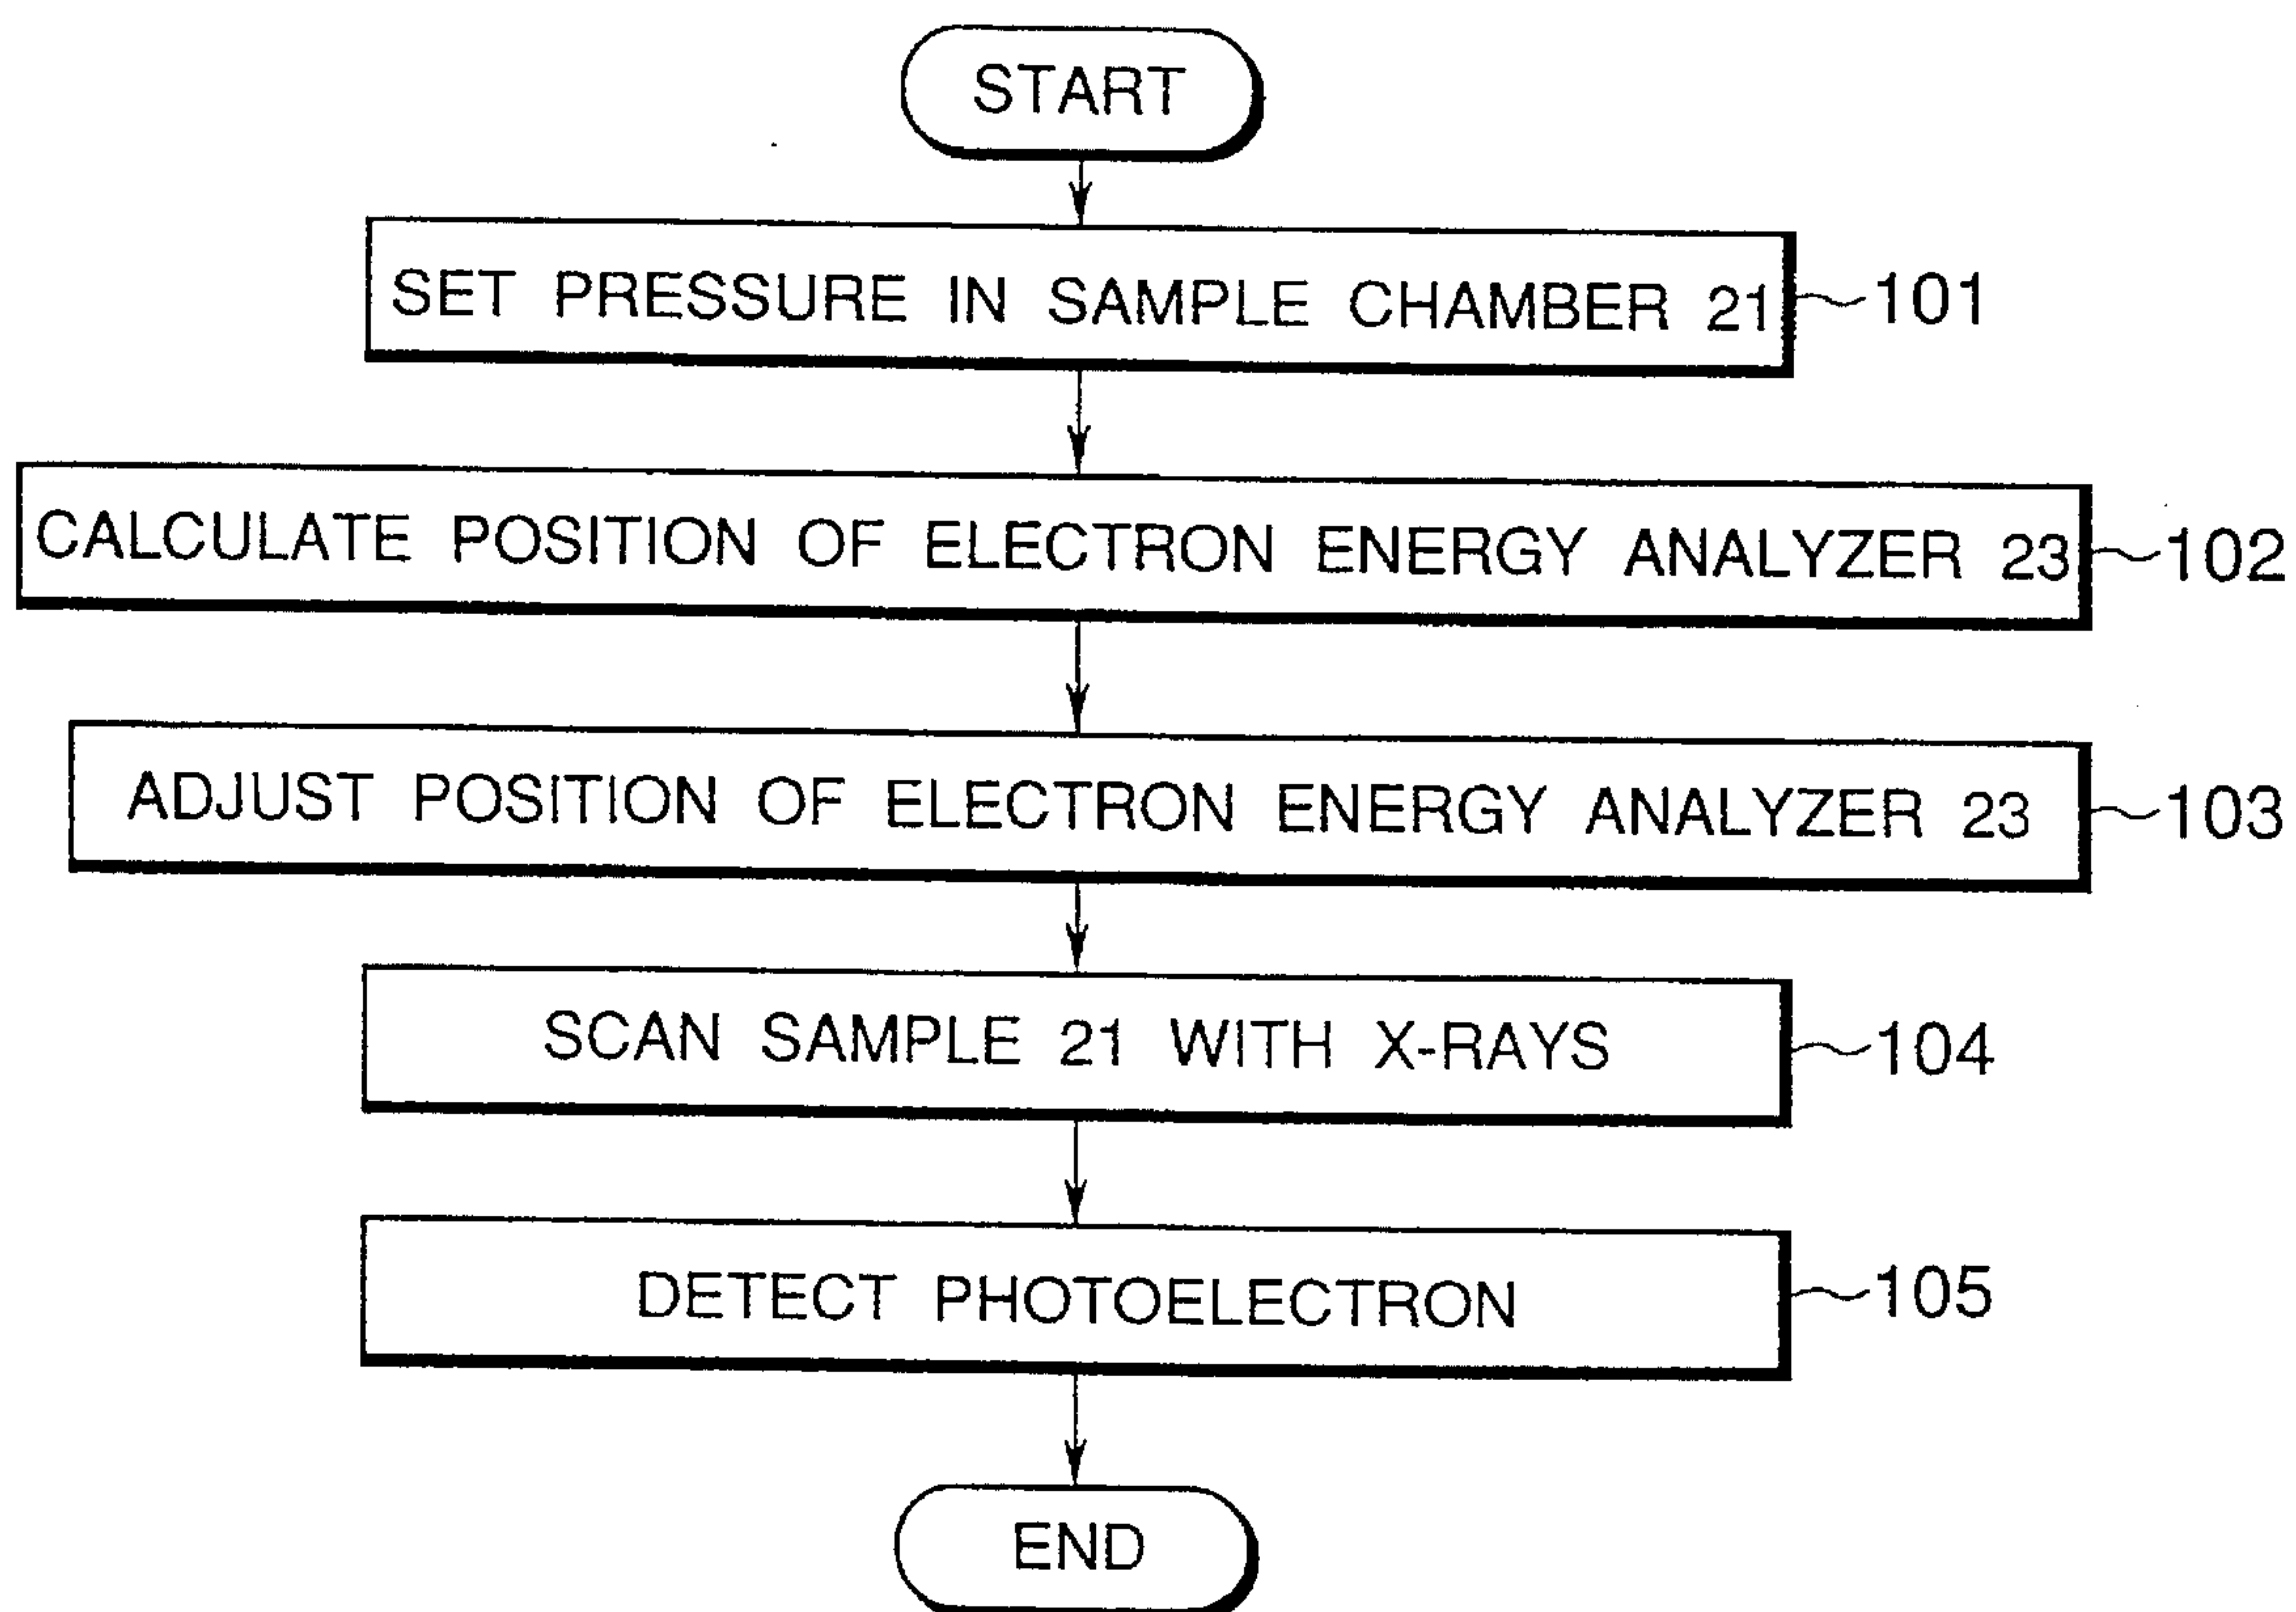 START
SET PRESSURE IN SAMPLE CHAMBER 21 101
CALCULATE POSITION OF ELECTRON ENERGY ANALYZER 23 102
ADJUST POSITION OF ELECTRON ENERGY ANALYZER 23 103
SCAN SAMPLE 21 WITH X-RAYS 104
DETECT PHOTOELECTRON 105
END